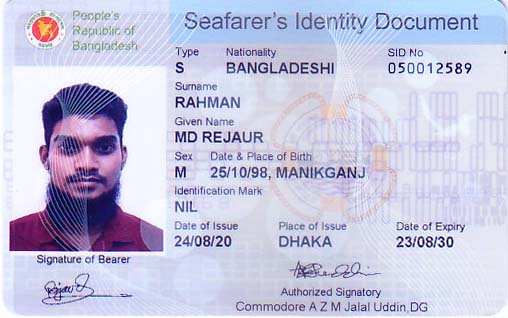 People's
Republic of
Bangladesh
Seafarer's Identity Document
Type Nationality SID No
S BANGLADESHI 050012589
Surname
RAHMAN
Given Name
MD REJAUR
Sex Date & Place of Birth
M 25/10/98, MANIKGANJ
Identification Mark
NIL
Date of Issue Place of Issue Date of Expiry
24/08/20 DHAKA 23/08/30
Signature of Bearer
Authorized Signatory
Commodore A Z M Jalal Uddin,DG